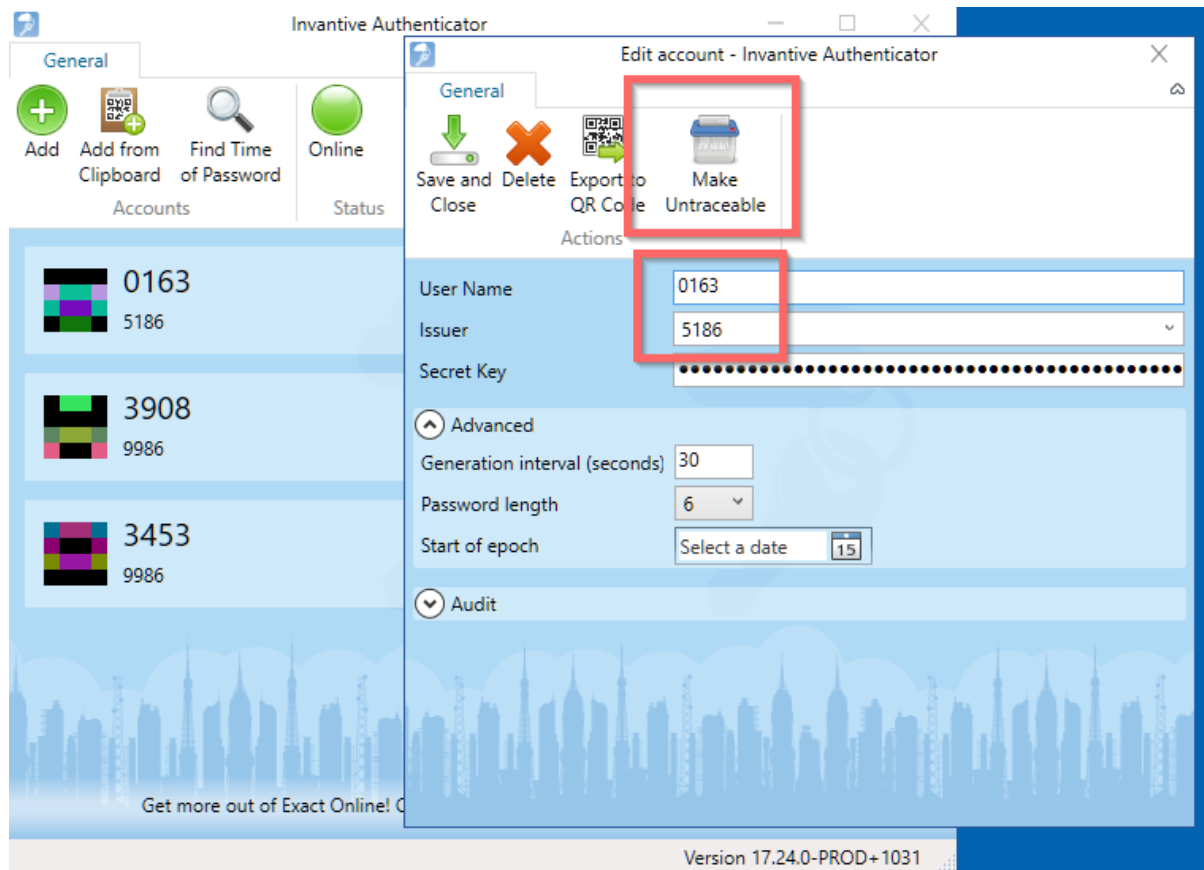 Invantive Authenticator
General
Add
Add from
Clipboard
Find Time
of Password
Online
Accounts
Status
0163
5186
3908
9986
3453
9986
Get more out of Exact Online!
Version 17.24.0-PROD+1031
Edit account - Invantive Authenticator
General
Save and
Close
Delete
Export to
QR Code
Make
Untraceable
Actions
User Name
0163
Issuer
5186
Secret Key
Advanced
Generation interval (seconds)
30
Password length
6
Start of epoch
Select a date
15
Audit